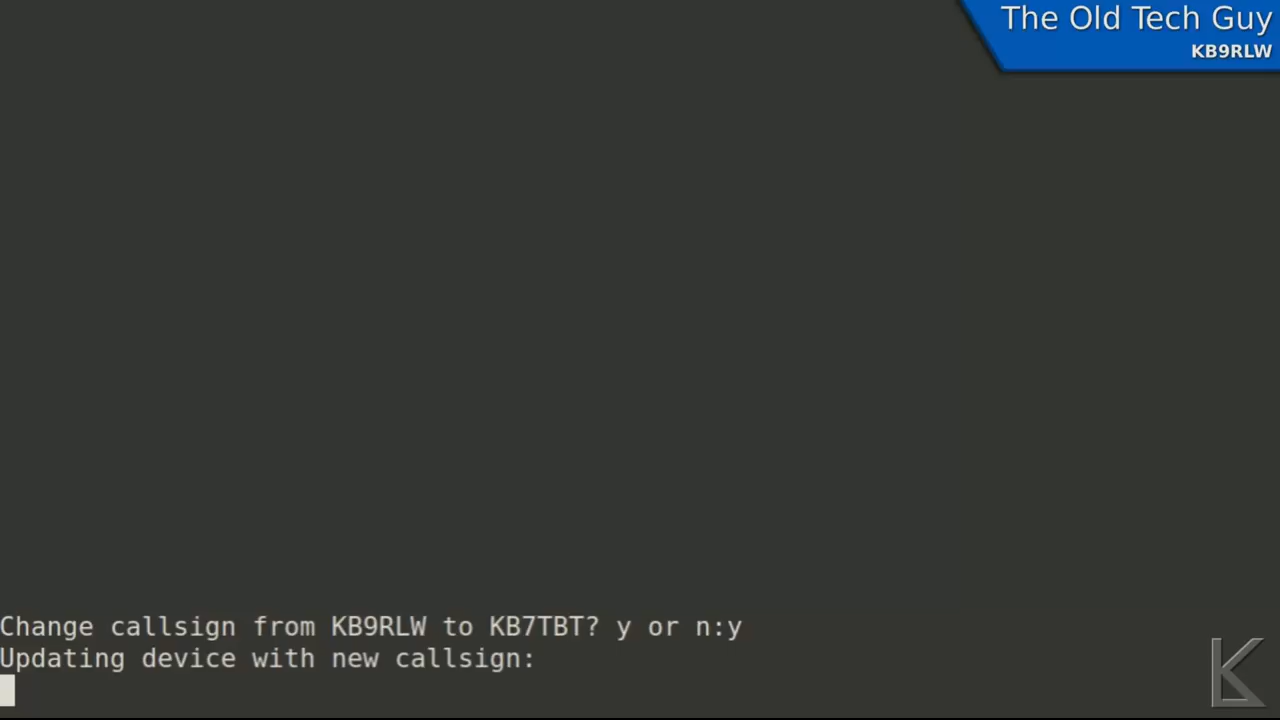 The Old Tech Guy
KB9RLW
Change callsign from KB9RLW to KB7TBT? y or n:y
Updating device with new callsign: